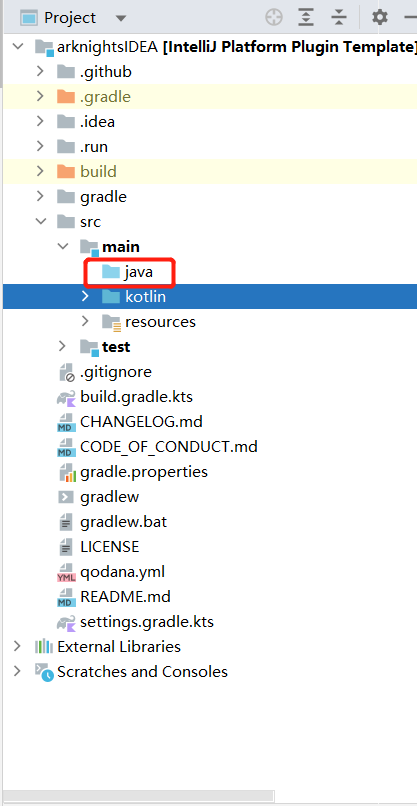 Project
arknightsIDEA [IntelliJ Platform Plugin Template]
.github
.gradle
.idea
.run
build
gradle
src
main
java
kotlin
resources
test
.gitignore
build.gradle.kts
MD CHANGELOG.md
MD CODE_OF_CONDUCT.md
gradle.properties
gradlew
gradlew.bat
LICENSE
YML qodana.yml
MD README.md
settings.gradle.kts
External Libraries
Scratches and Consoles